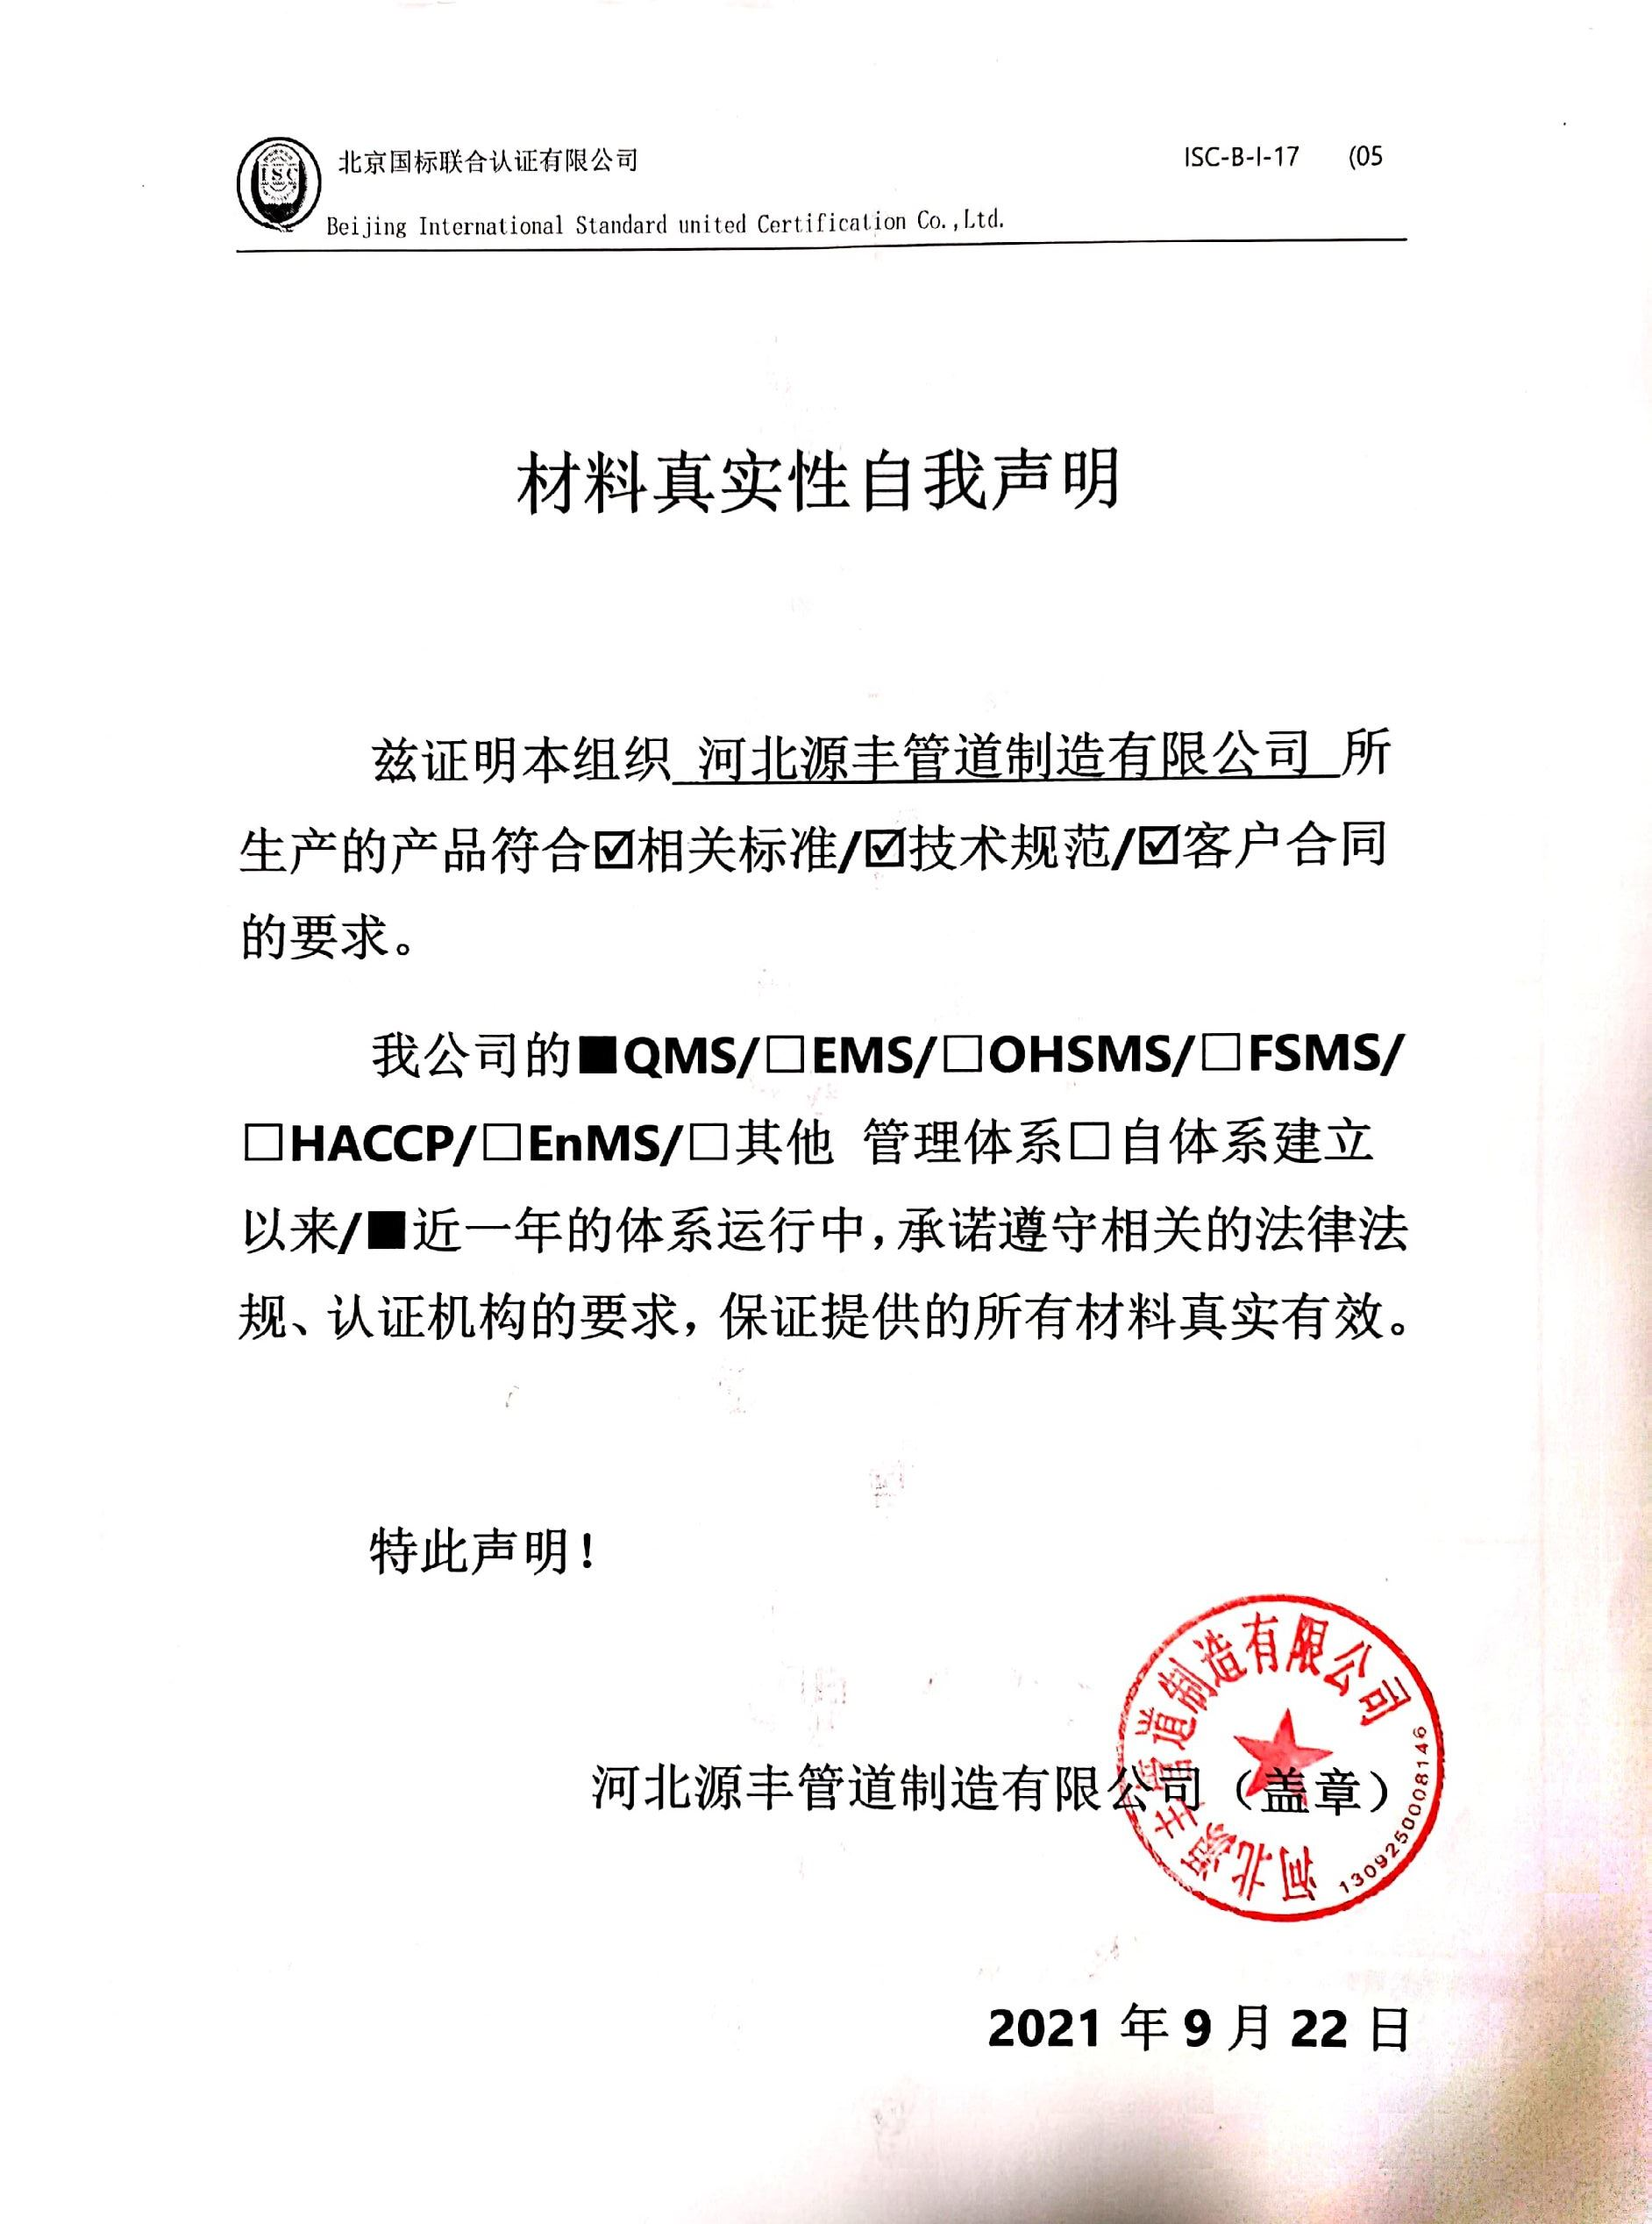 ISC
北京国标联合认证有限公司
ISC-B-I-17 (05
Beijing International Standard united Certification Co.,Ltd.
材料真实性自我声明
兹证明本组织 河北源丰管道制造有限公司 所
生产的产品符合☑相关标准/☑技术规范/☑客户合同
的要求。
我公司的■QMS/□EMS/□OHSMS/□FSMS/
□HACCP/□EnMS/□其他 管理体系□自体系建立
以来/■近一年的体系运行中,承诺遵守相关的法律法
规、认证机构的要求,保证提供的所有材料真实有效。
特此声明!
河北源丰管道制造有限公司(盖章)
河北源丰管道制造有限公司
1309250008146
2021 年 9 月 22 日